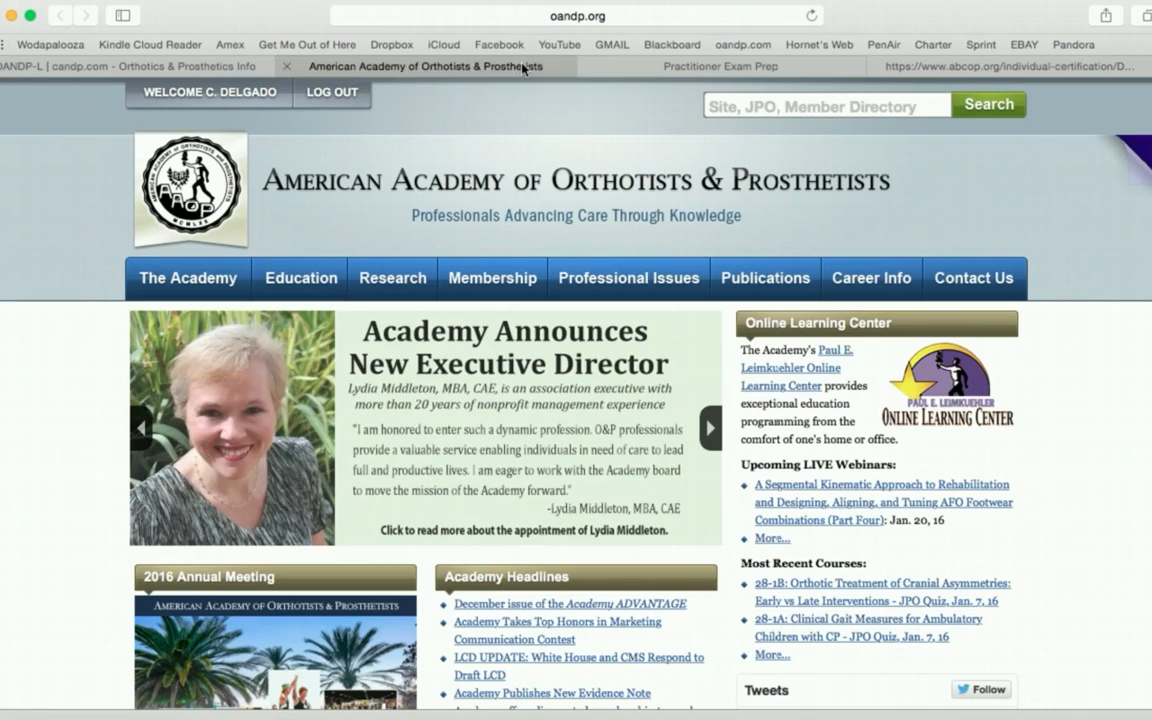 oandp.org
Wodapalooza Kindle Cloud Reader Amex Get Me Out of Here Dropbox iCloud Facebook YouTube GMAIL Blackboard oandp.com Hornet's Web PenAir Charter Sprint EBAY Pandora
OANDP-L | oandp.com - Orthotics & Prosthetics Info American Academy of Orthotists & Prosthetists Practitioner Exam Prep https://www.abcop.org/individual-certification/D...
WELCOME C. DELGADO LOG OUT
Site, JPO, Member Directory Search
AMERICAN ACADEMY OF ORTHOTISTS & PROSTHETISTS
Professionals Advancing Care Through Knowledge
AAOP
The Academy Education Research Membership Professional Issues Publications Career Info Contact Us
Academy Announces
New Executive Director
Lydia Middleton, MBA, CAE, is an association executive with
more than 20 years of nonprofit management experience
"I am honored to enter such a dynamic profession. O&P professionals
provide a valuable service enabling individuals in need of care to lead
full and productive lives. I am eager to work with the Academy board
to move the mission of the Academy forward."
-Lydia Middleton, MBA, CAE
Click to read more about the appointment of Lydia Middleton.
Online Learning Center
The Academy's Paul E.
Leimkuehler Online
Learning Center provides
exceptional education
programming from the
comfort of one's home or office.
PAUL E. LEIMKUEHLER
ONLINE LEARNING CENTER
Upcoming LIVE Webinars:
A Segmental Kinematic Approach to Rehabilitation
and Designing, Aligning, and Tuning AFO Footwear
Combinations (Part Four): Jan. 20, 16
More...
Most Recent Courses:
28-1B: Orthotic Treatment of Cranial Asymmetries:
Early vs Late Interventions - JPO Quiz, Jan. 7, 16
28-1A: Clinical Gait Measures for Ambulatory
Children with CP - JPO Quiz, Jan. 7, 16
More...
Tweets Follow
2016 Annual Meeting
AMERICAN ACADEMY OF ORTHOTISTS & PROSTHETISTS
Academy Headlines
December issue of the Academy ADVANTAGE
Academy Takes Top Honors in Marketing
Communication Contest
LCD UPDATE: White House and CMS Respond to
Draft LCD
Academy Publishes New Evidence Note